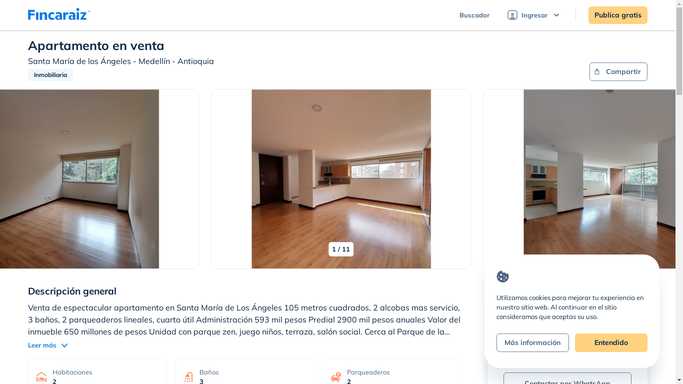 Fincaraiz
Buscador
Ingresar
Publica gratis
Apartamento en venta
Santa María de los Ángeles - Medellín - Antioquia
Inmobiliaria
Compartir
1 / 11
Descripción general
Venta de espectacular apartamento en Santa María de Los Ángeles 105 metros cuadrados, 2 alcobas mas servicio,
3 baños, 2 parqueaderos lineales, cuarto útil Administración 593 mil pesos Predial 2900 mil pesos anuales Valor del
inmueble 650 millones de pesos Unidad con parque zen, juego niños, terraza, salón social. Cerca al Parque de la...
Leer más
Habitaciones
2
Baños
3
Parqueaderos
2
Utilizamos cookies para mejorar tu experiencia en
nuestro sitio web. Al continuar en el sitio
consideramos que aceptas su uso.
Más información
Entendido
Contactar por WhatsApp